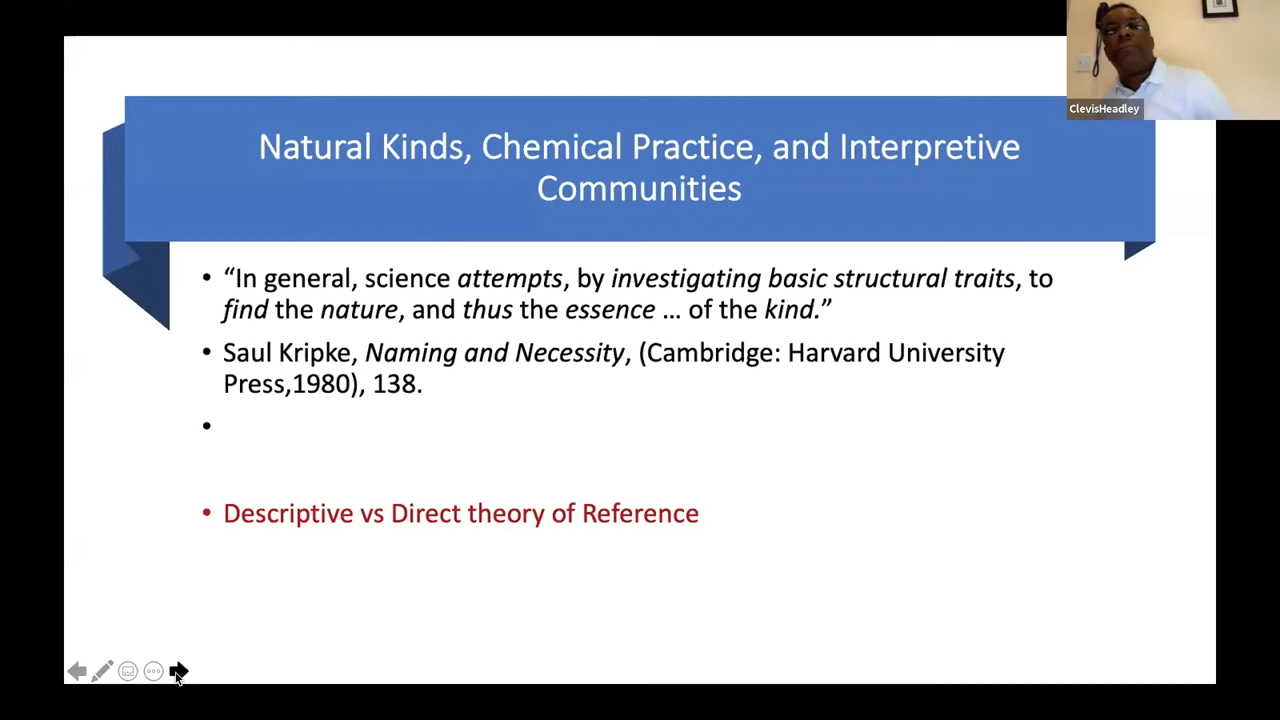 ClevisHeadley
Natural Kinds, Chemical Practice, and Interpretive
Communities
• “In general, science attempts, by investigating basic structural traits, to
find the nature, and thus the essence … of the kind.”
• Saul Kripke, Naming and Necessity, (Cambridge: Harvard University
Press,1980), 138.
•
• Descriptive vs Direct theory of Reference